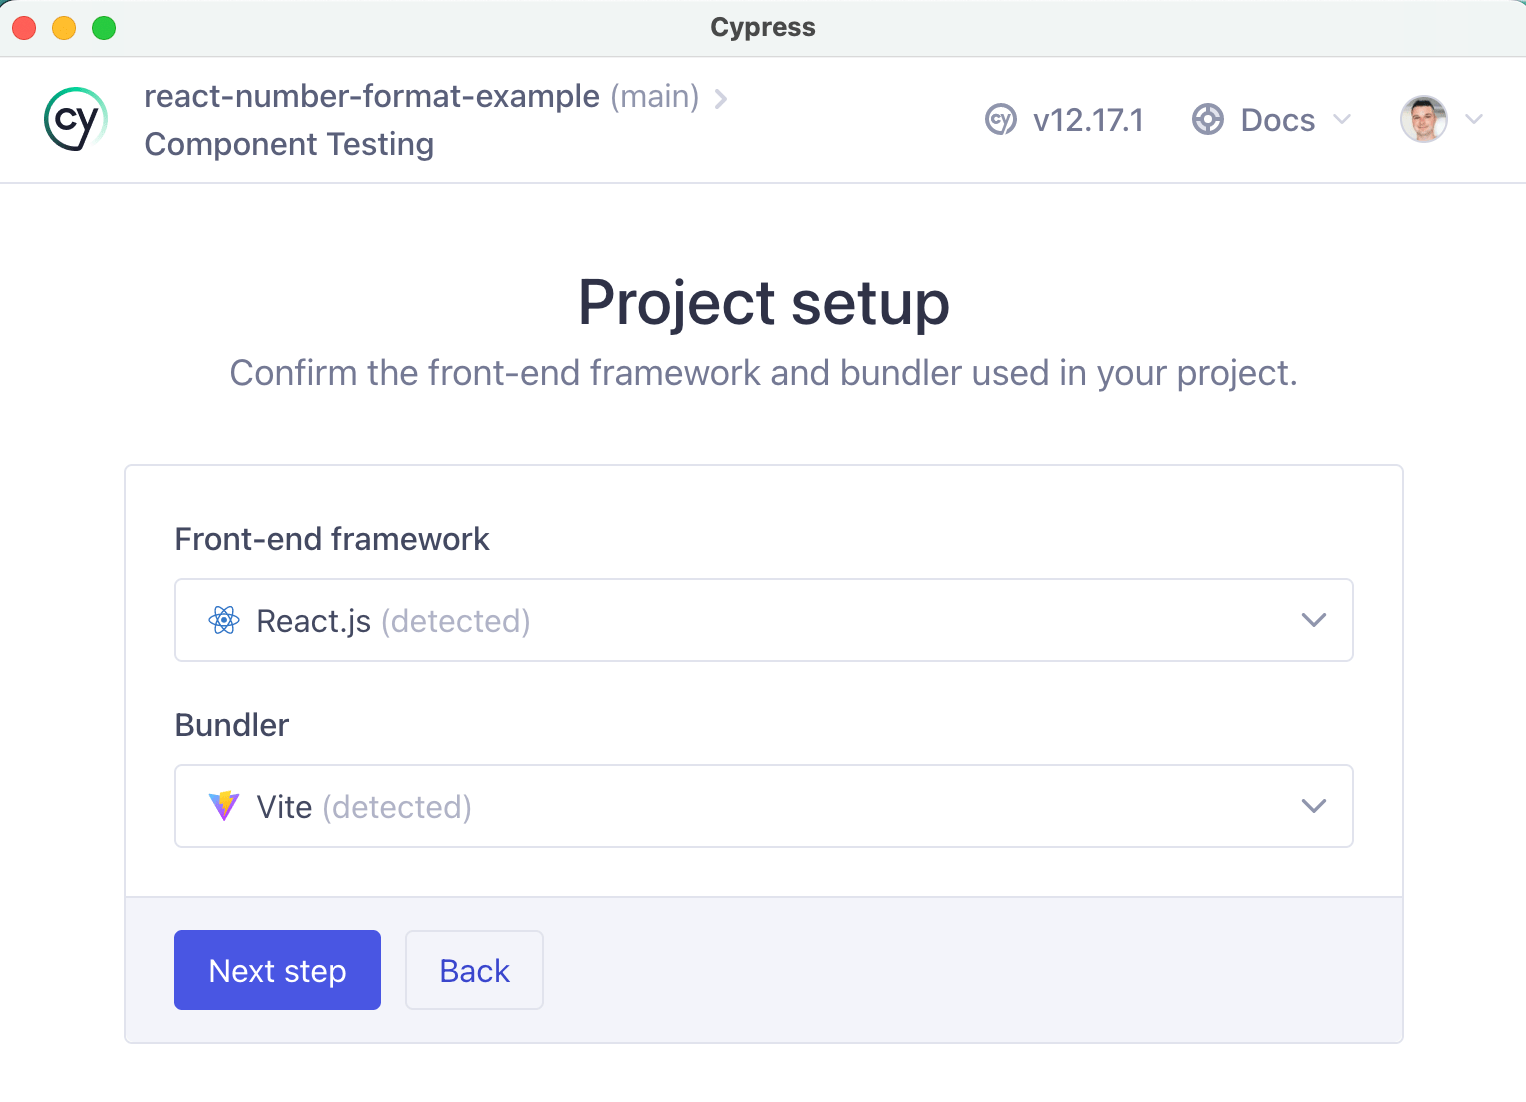 Cypress
cy
react-number-format-example (main)
Component Testing
cy
v12.17.1
Docs
Project setup
Confirm the front-end framework and bundler used in your project.
Front-end framework
React.js (detected)
Bundler
Vite (detected)
Next step
Back